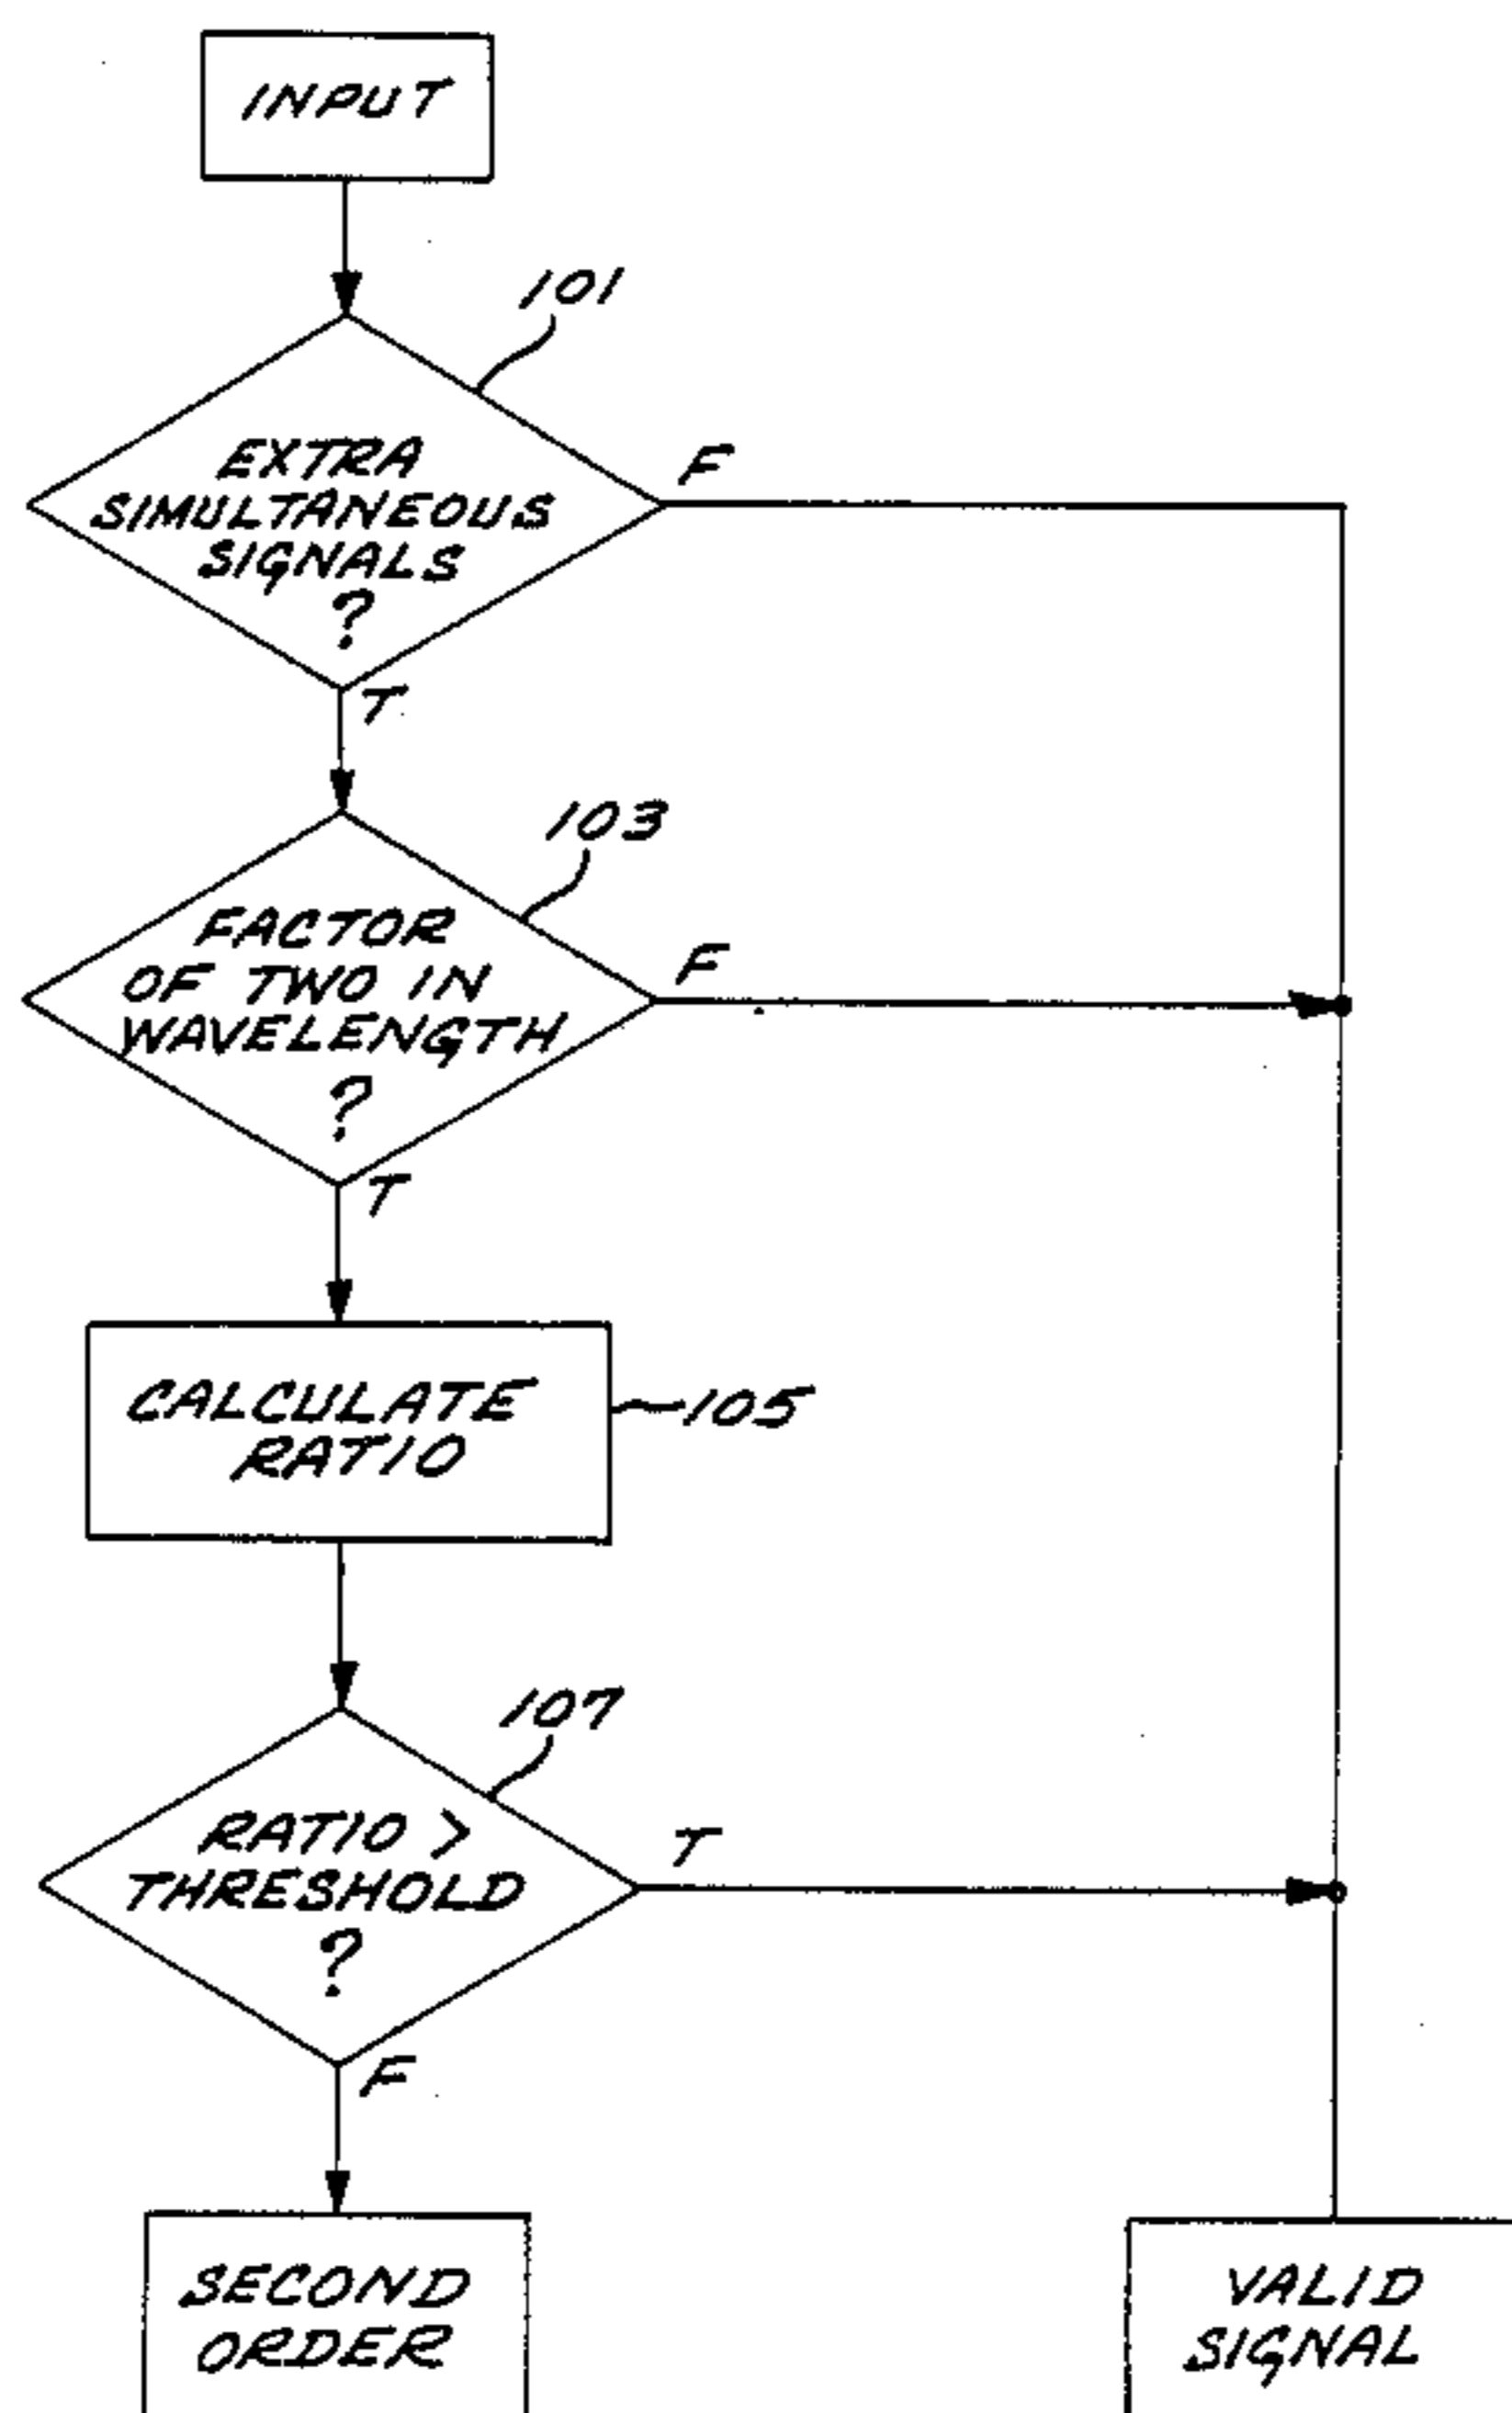 INPUT
101
EXTRA
SIMULTANEOUS
SIGNALS
?
F
T
103
FACTOR
OF TWO IN
WAVELENGTH
?
F
T
CALCULATE
RATIO
105
107
RATIO >
THRESHOLD
?
T
F
SECOND
ORDER
VALID
SIGNAL